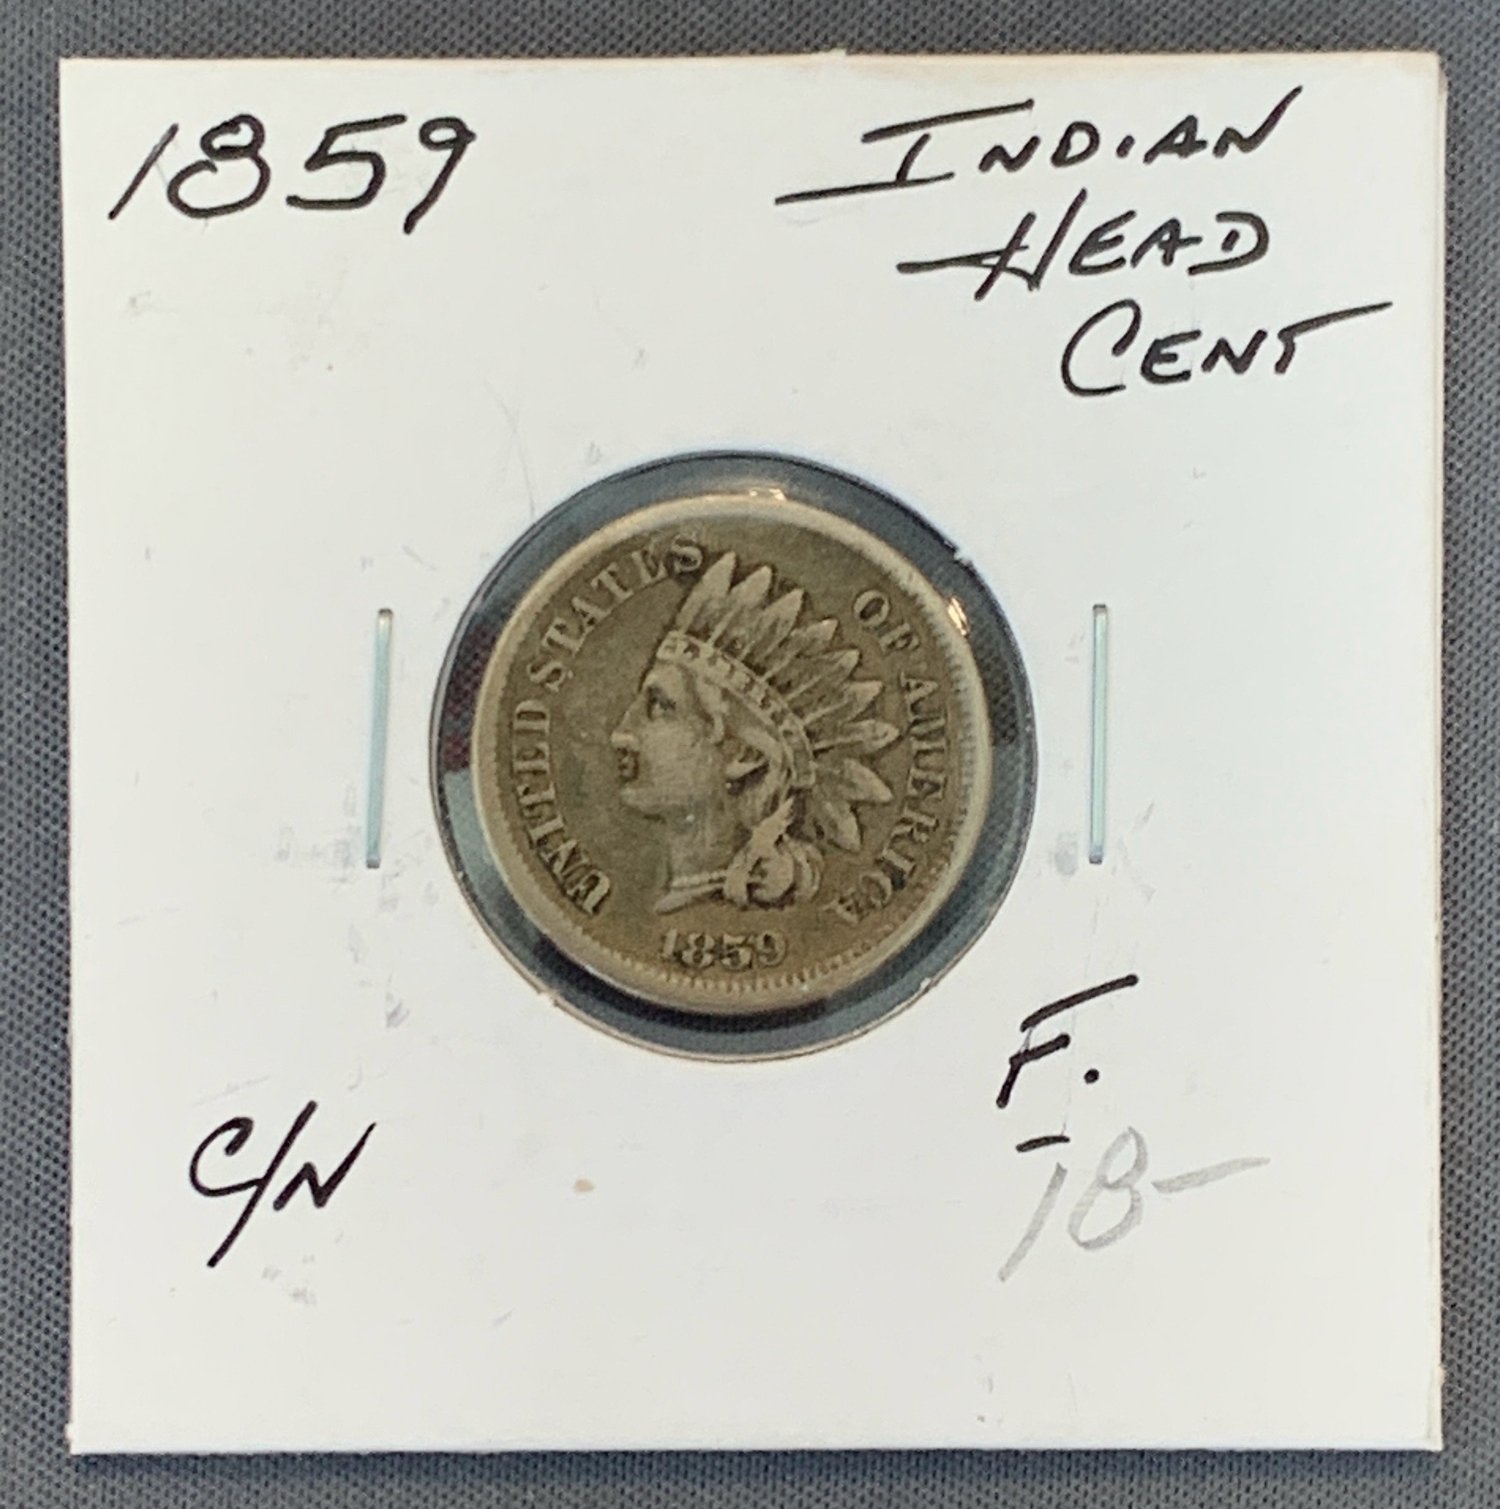 1859
INDIAN
HEAD
CENT
UNITED STATES OF AMERICA
1859
C/N
F.
18-